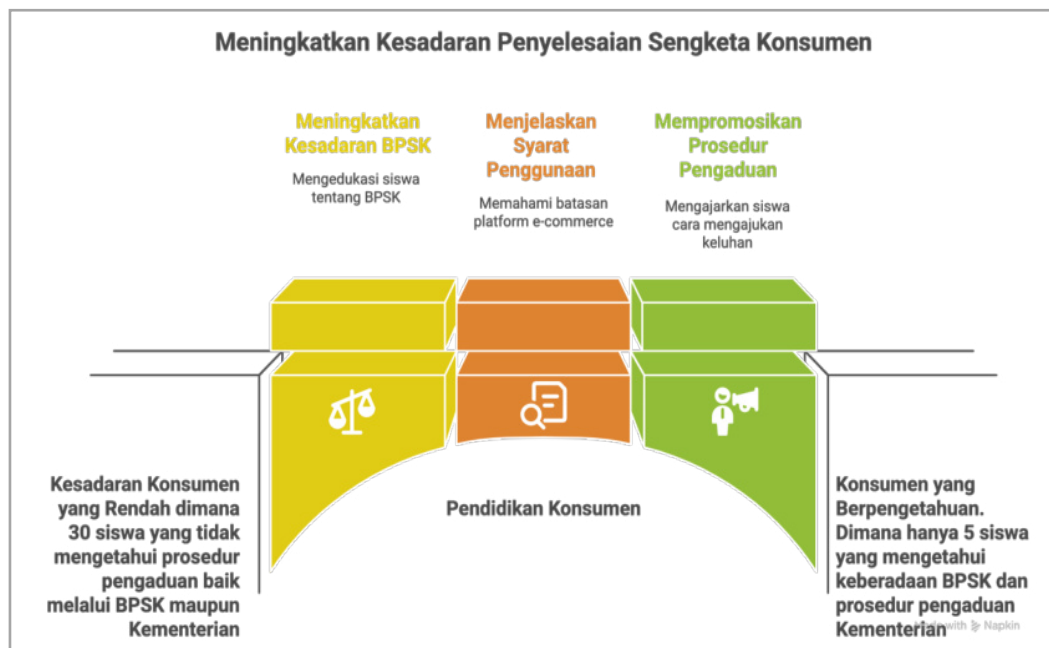 Meningkatkan Kesadaran Penyelesaian Sengketa Konsumen
Meningkatkan
Kesadaran BPSK
Mengedukasi siswa
tentang BPSK
Menjelaskan
Syarat
Penggunaan
Memahami batasan
platform e-commerce
Mempromosikan
Prosedur
Pengaduan
Mengajarkan siswa
cara mengajukan
keluhan
Kesadaran Konsumen
yang Rendah dimana
30 siswa yang tidak
mengetahui prosedur
pengaduan baik
melalui BPSK maupun
Kementerian
Pendidikan Konsumen
Konsumen yang
Berpengetahuan.
Dimana hanya 5 siswa
yang mengetahui
keberadaan BPSK dan
prosedur pengaduan
Kementerian
Made with Napkin